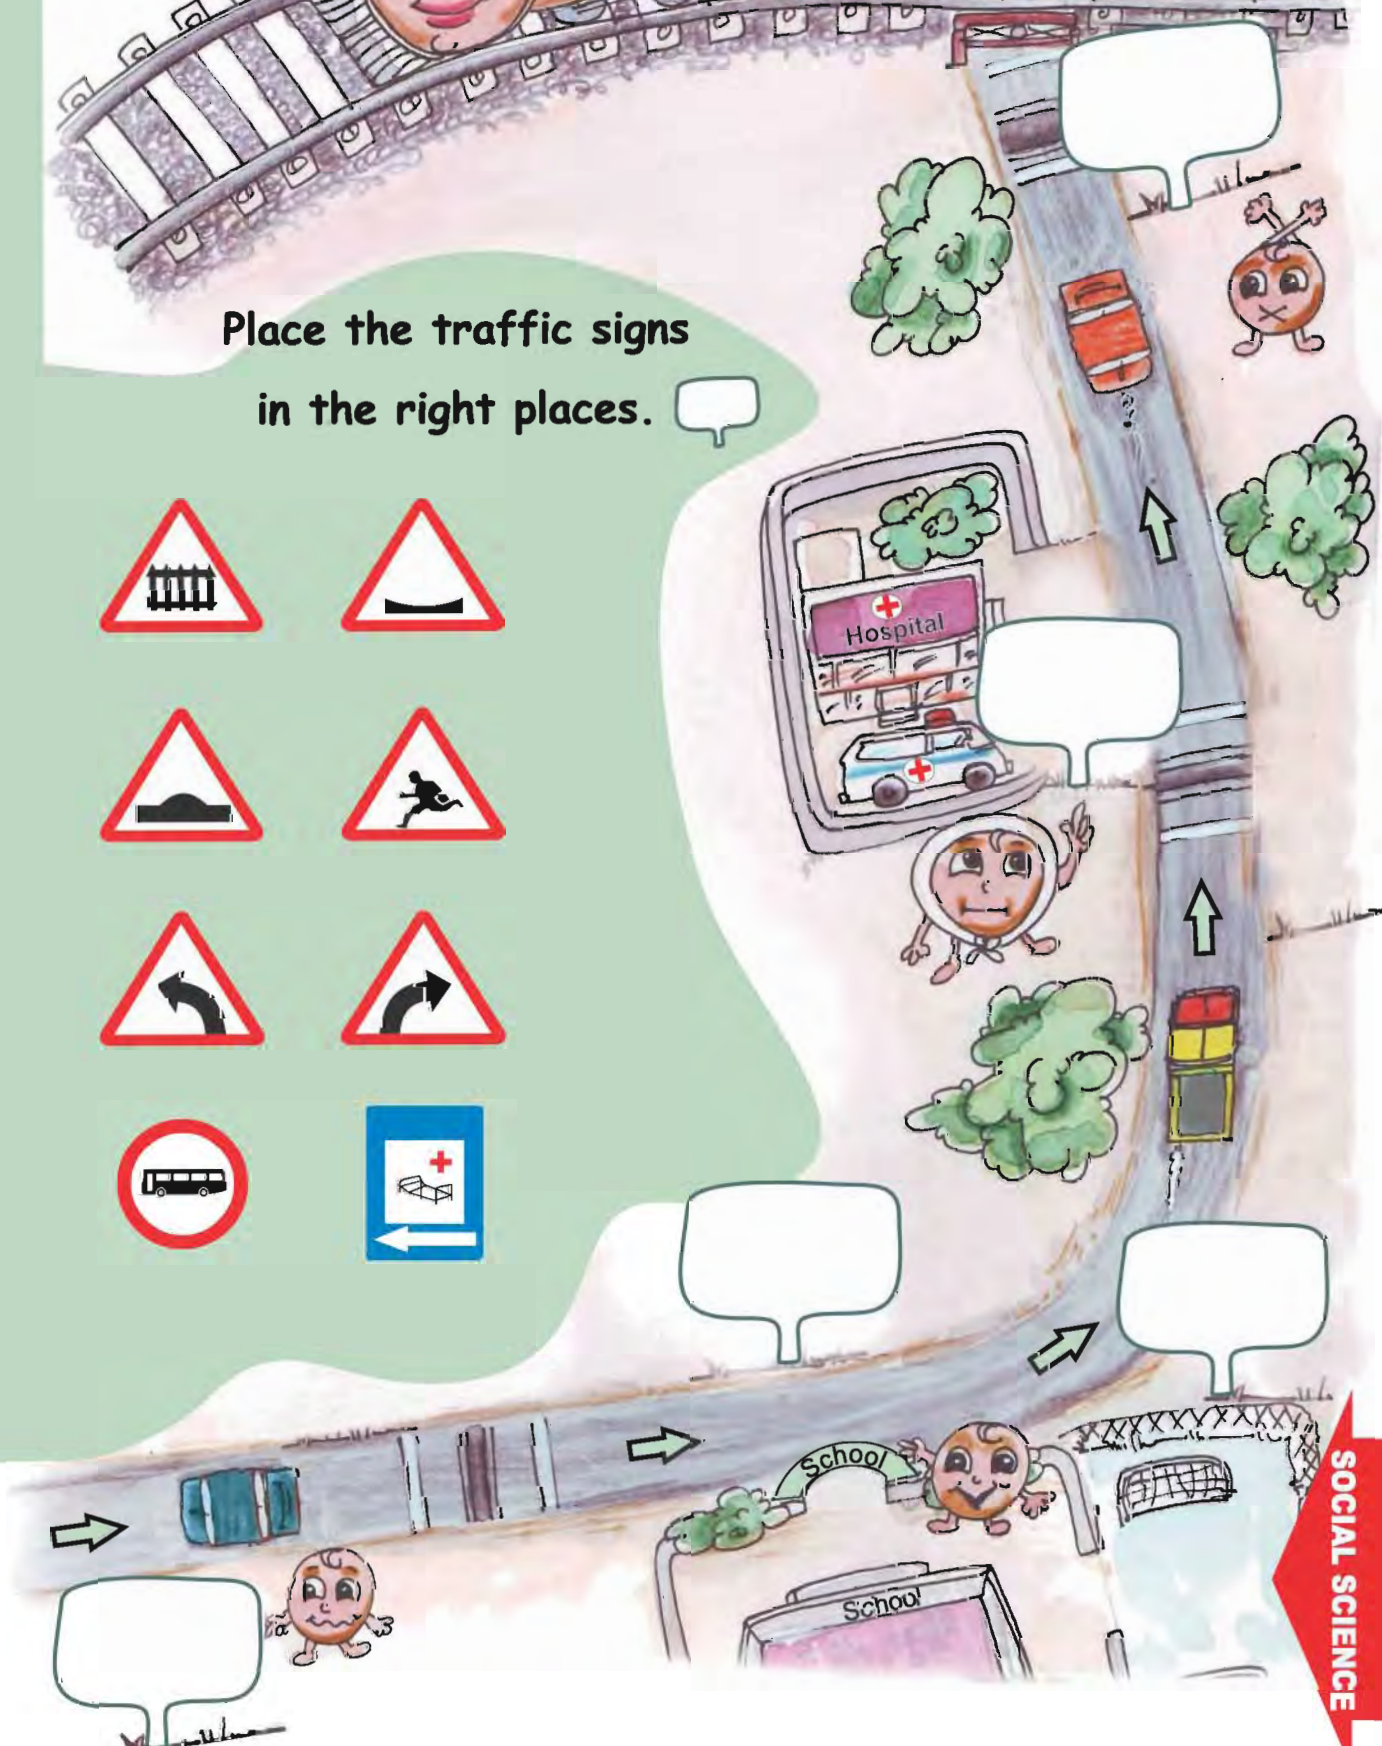 Place the traffic signs
in the right places.
Hospital
School
School
SOCIAL SCIENCE